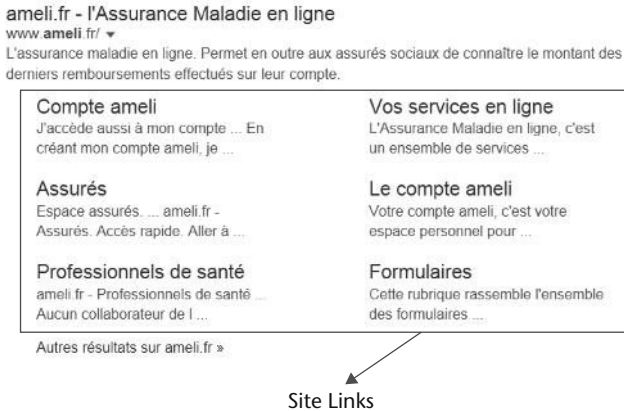 ameli.fr - l'Assurance Maladie en ligne
www.ameli.fr/
L'assurance maladie en ligne. Permet en outre aux assurés sociaux de connaître le montant des
derniers remboursements effectués sur leur compte.
Compte ameli
J'accède aussi à mon compte ... En
créant mon compte ameli, je ...
Vos services en ligne
L'Assurance Maladie en ligne, c'est
un ensemble de services ...
Assurés
Espace assurés. ... ameli.fr -
Assurés. Accès rapide. Aller à ...
Le compte ameli
Votre compte ameli, c'est votre
espace personnel pour ...
Professionnels de santé
ameli.fr - Professionnels de santé ...
Aucun collaborateur de l ...
Formulaires
Cette rubrique rassemble l'ensemble
des formulaires ...
Autres résultats sur ameli.fr »
Site Links